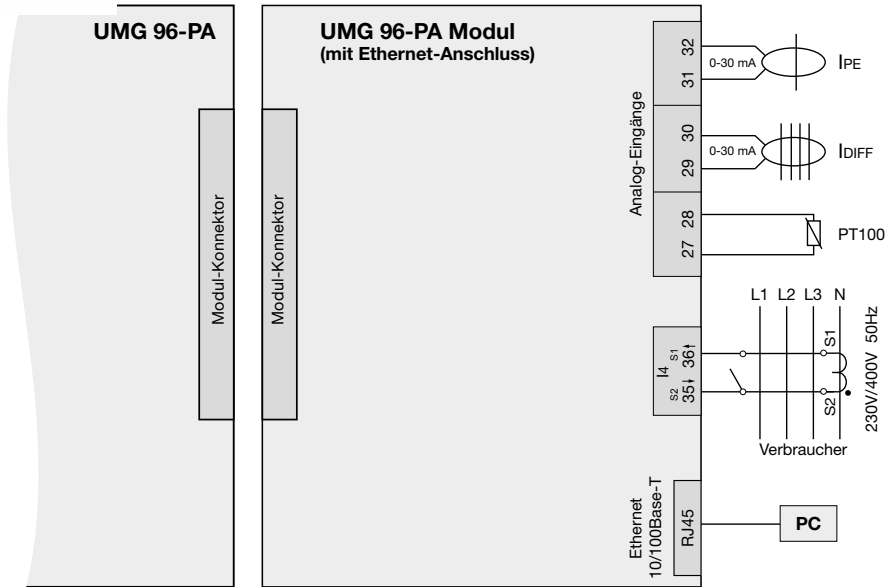 UMG 96-PA
UMG 96-PA Modul
(mit Ethernet-Anschluss)
Modul-Konnektor
Modul-Konnektor
Analog-Eingänge
32
31
0-30 mA
IPE
30
29
0-30 mA
IDIFF
28
27
PT100
L1 L2 L3 N
I4
S1
36
S2
35
S1
S2
230V/400V 50Hz
Verbraucher
Ethernet
10/100Base-T
RJ45
PC